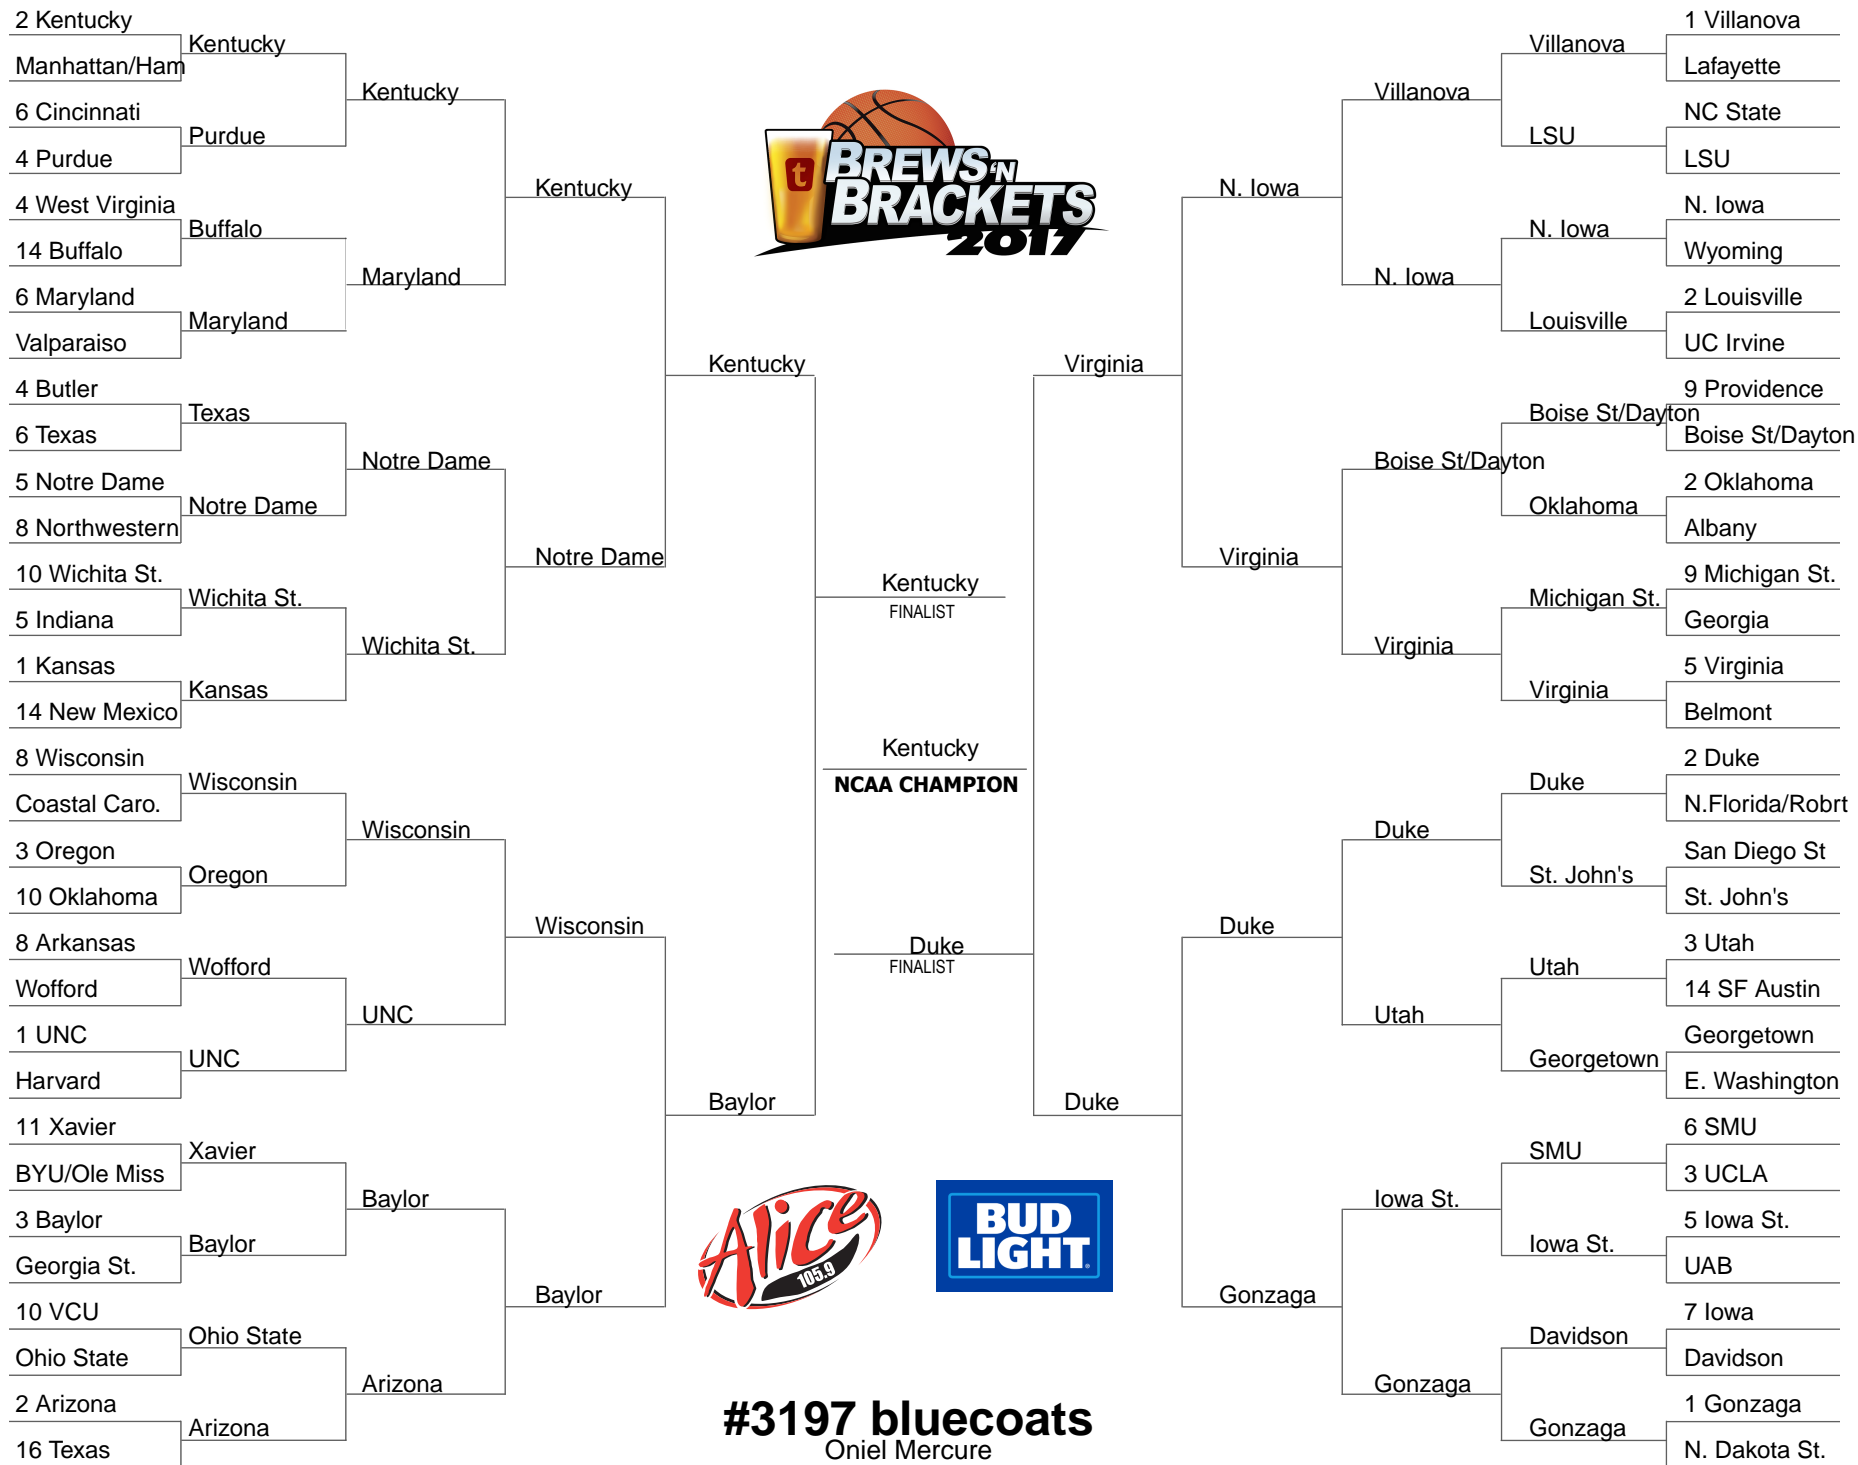 2 Kentucky
Manhattan/Ham
6 Cincinnati
4 Purdue
4 West Virginia
14 Buffalo
6 Maryland
Valparaiso
4 Butler
6 Texas
5 Notre Dame
8 Northwestern
10 Wichita St.
5 Indiana
1 Kansas
14 New Mexico
8 Wisconsin
Coastal Caro.
3 Oregon
10 Oklahoma
8 Arkansas
Wofford
1 UNC
Harvard
11 Xavier
BYU/Ole Miss
3 Baylor
Georgia St.
10 VCU
Ohio State
2 Arizona
16 Texas
Kentucky
Purdue
Buffalo
Maryland
Texas
Notre Dame
Wichita St.
Kansas
Wisconsin
Oregon
Wofford
UNC
Xavier
Baylor
Ohio State
Arizona
Kentucky
Maryland
Notre Dame
Wichita St.
Wisconsin
UNC
Baylor
Arizona
Kentucky
Notre Dame
Wisconsin
Baylor
Kentucky
Baylor
t
BREWS 'N
BRACKETS
2017
Kentucky
FINALIST
Kentucky
NCAA CHAMPION
Duke
FINALIST
Alice
105.9
BUD
LIGHT
#3197 bluecoats
Oniel Mercure
Virginia
Duke
N. Iowa
Virginia
Duke
Gonzaga
Villanova
N. Iowa
Boise St/Dayton
Virginia
Duke
Utah
Iowa St.
Gonzaga
Villanova
LSU
N. Iowa
Louisville
Boise St/Dayton
Oklahoma
Michigan St.
Virginia
Duke
St. John's
Utah
Georgetown
SMU
Iowa St.
Davidson
Gonzaga
1 Villanova
Lafayette
NC State
LSU
N. Iowa
Wyoming
2 Louisville
UC Irvine
9 Providence
Boise St/Dayton
2 Oklahoma
Albany
9 Michigan St.
Georgia
5 Virginia
Belmont
2 Duke
N.Florida/Robrt
San Diego St
St. John's
3 Utah
14 SF Austin
Georgetown
E. Washington
6 SMU
3 UCLA
5 Iowa St.
UAB
7 Iowa
Davidson
1 Gonzaga
N. Dakota St.